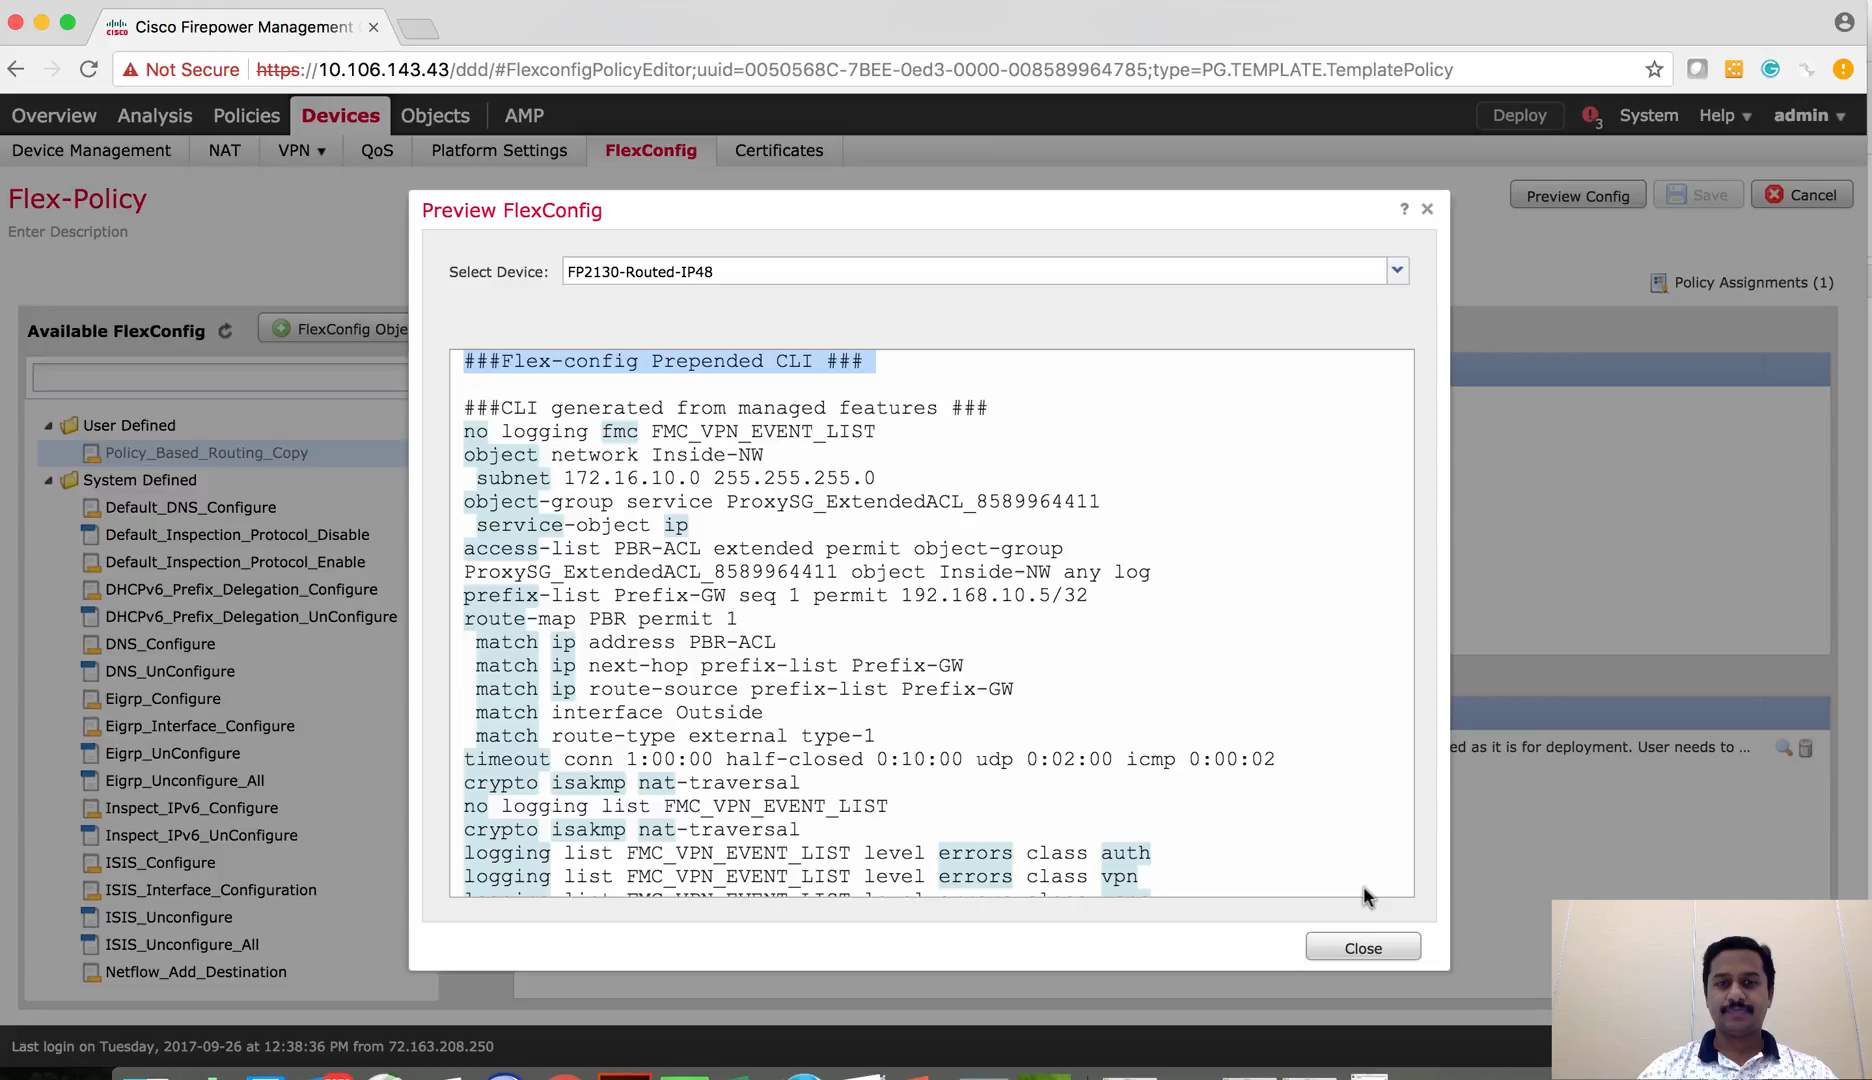 Cisco Firepower Management
Not Secure https://10.106.143.43/ddd/#FlexconfigPolicyEditor;uuid=0050568C-7BEE-0ed3-0000-008589964785;type=PG.TEMPLATE.TemplatePolicy
Overview Analysis Policies Devices Objects AMP Deploy 3 System Help admin
Device Management NAT VPN QoS Platform Settings FlexConfig Certificates
Flex-Policy
Enter Description
Preview Config Save Cancel
Policy Assignments (1)
Available FlexConfig
FlexConfig Obje
User Defined
Policy_Based_Routing_Copy
System Defined
Default_DNS_Configure
Default_Inspection_Protocol_Disable
Default_Inspection_Protocol_Enable
DHCPv6_Prefix_Delegation_Configure
DHCPv6_Prefix_Delegation_UnConfigure
DNS_Configure
DNS_UnConfigure
Eigrp_Configure
Eigrp_Interface_Configure
Eigrp_UnConfigure
Eigrp_Unconfigure_All
Inspect_IPv6_Configure
Inspect_IPv6_UnConfigure
ISIS_Configure
ISIS_Interface_Configuration
ISIS_Unconfigure
ISIS_Unconfigure_All
Netflow_Add_Destination
Preview FlexConfig
?
Select Device: FP2130-Routed-IP48
###Flex-config Prepended CLI ###
###CLI generated from managed features ###
no logging fmc FMC_VPN_EVENT_LIST
object network Inside-NW
subnet 172.16.10.0 255.255.255.0
object-group service ProxySG_ExtendedACL_8589964411
service-object ip
access-list PBR-ACL extended permit object-group
ProxySG_ExtendedACL_8589964411 object Inside-NW any log
prefix-list Prefix-GW seq 1 permit 192.168.10.5/32
route-map PBR permit 1
match ip address PBR-ACL
match ip next-hop prefix-list Prefix-GW
match ip route-source prefix-list Prefix-GW
match interface Outside
match route-type external type-1
timeout conn 1:00:00 half-closed 0:10:00 udp 0:02:00 icmp 0:00:02
crypto isakmp nat-traversal
no logging list FMC_VPN_EVENT_LIST
crypto isakmp nat-traversal
logging list FMC_VPN_EVENT_LIST level errors class auth
logging list FMC_VPN_EVENT_LIST level errors class vpn
Close
ed as it is for deployment. User needs to ...
Last login on Tuesday, 2017-09-26 at 12:38:36 PM from 72.163.208.250